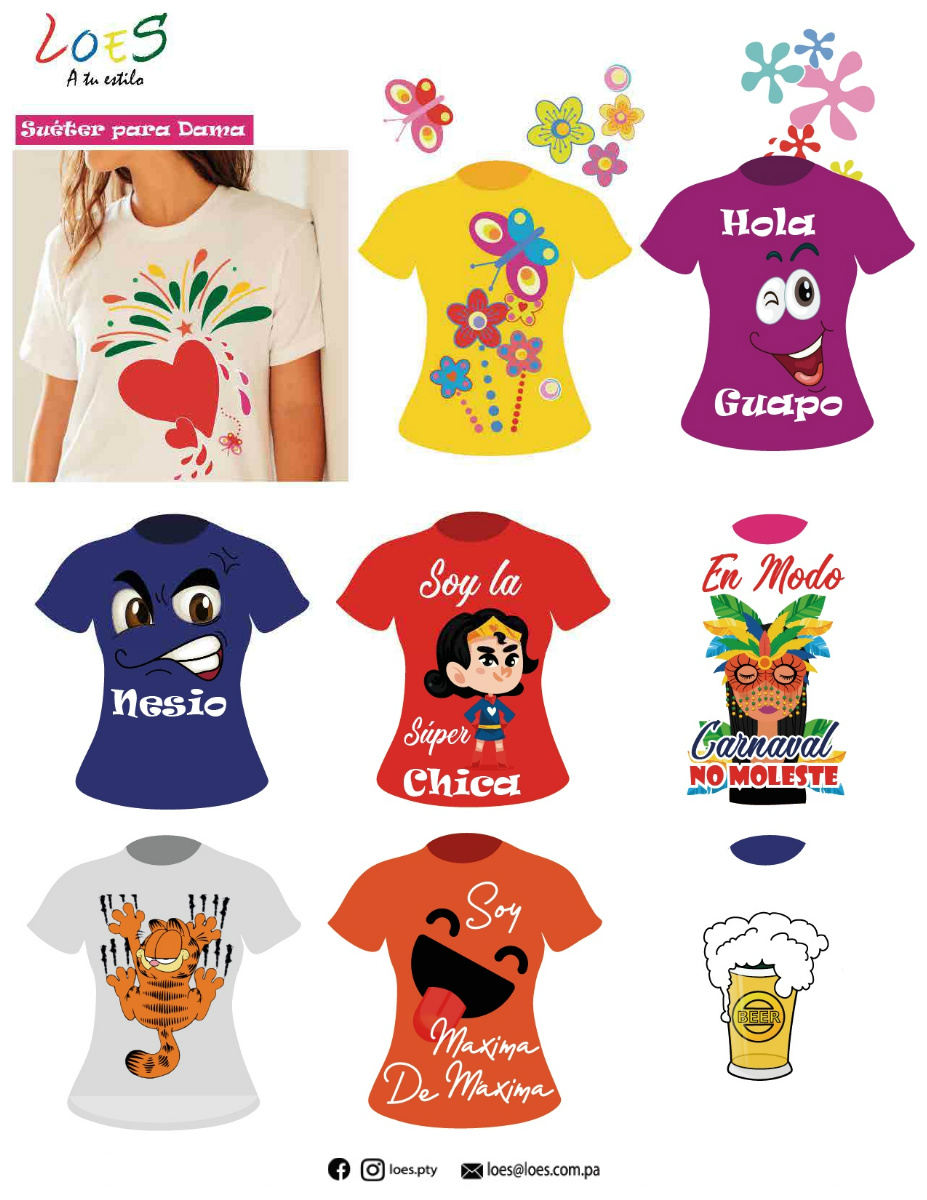 LOES
A tu estilo
Suéter para Dama
Hola
Guapo
Nesio
Soy la
Súper
Chica
En Modo
Carnaval
NO MOLESTE
Soy
Maxima
De Máxima
BEER
loes.pty
loes@loes.com.pa